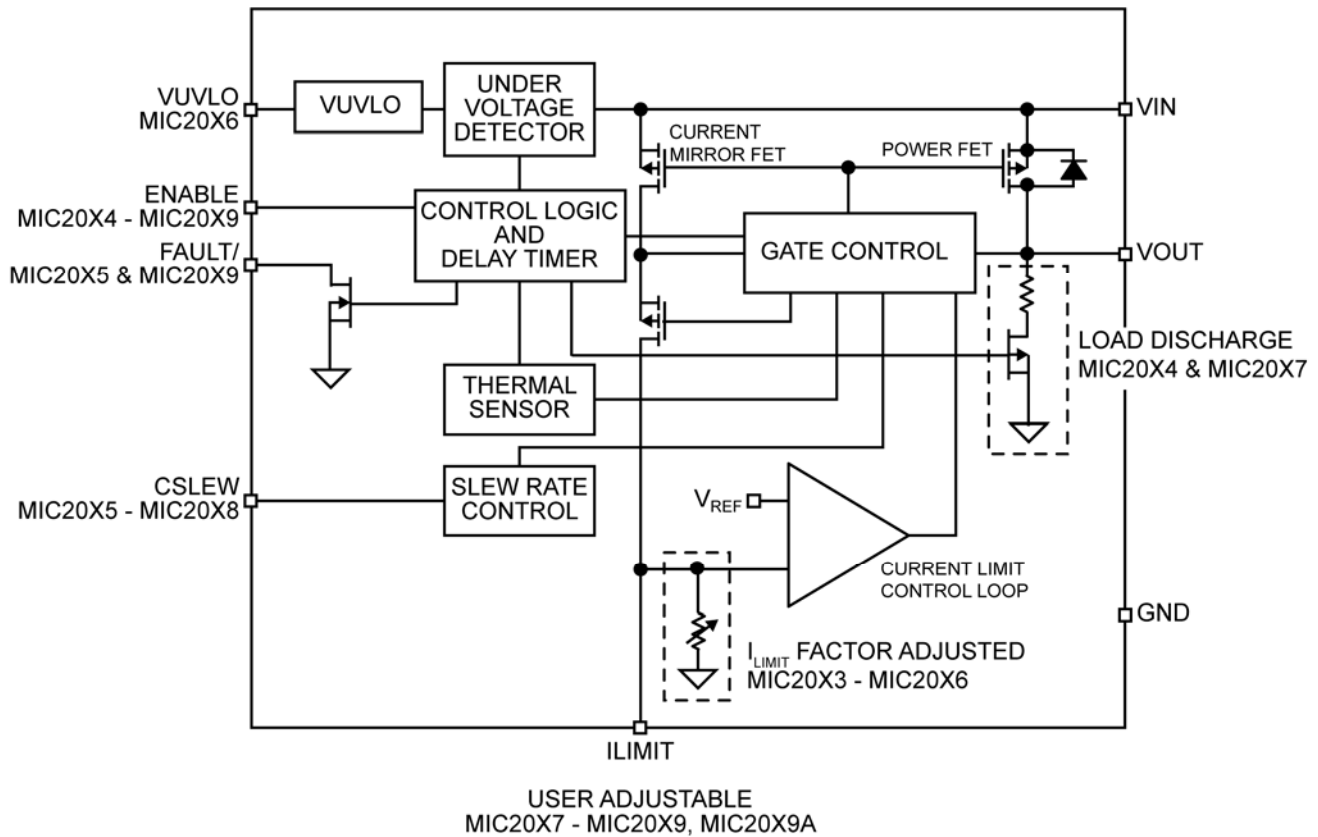 VUVLO
MIC20X6
VUVLO
UNDER
VOLTAGE
DETECTOR
VIN
CURRENT
MIRROR FET
POWER FET
ENABLE
MIC20X4 - MIC20X9
FAULT/
MIC20X5 & MIC20X9
CONTROL LOGIC
AND
DELAY TIMER
GATE CONTROL
VOUT
LOAD DISCHARGE
MIC20X4 & MIC20X7
THERMAL
SENSOR
CSLEW
MIC20X5 - MIC20X8
SLEW RATE
CONTROL
VREF
CURRENT LIMIT
CONTROL LOOP
GND
ILIMIT FACTOR ADJUSTED
MIC20X3 - MIC20X6
ILIMIT
USER ADJUSTABLE
MIC20X7 - MIC20X9, MIC20X9A